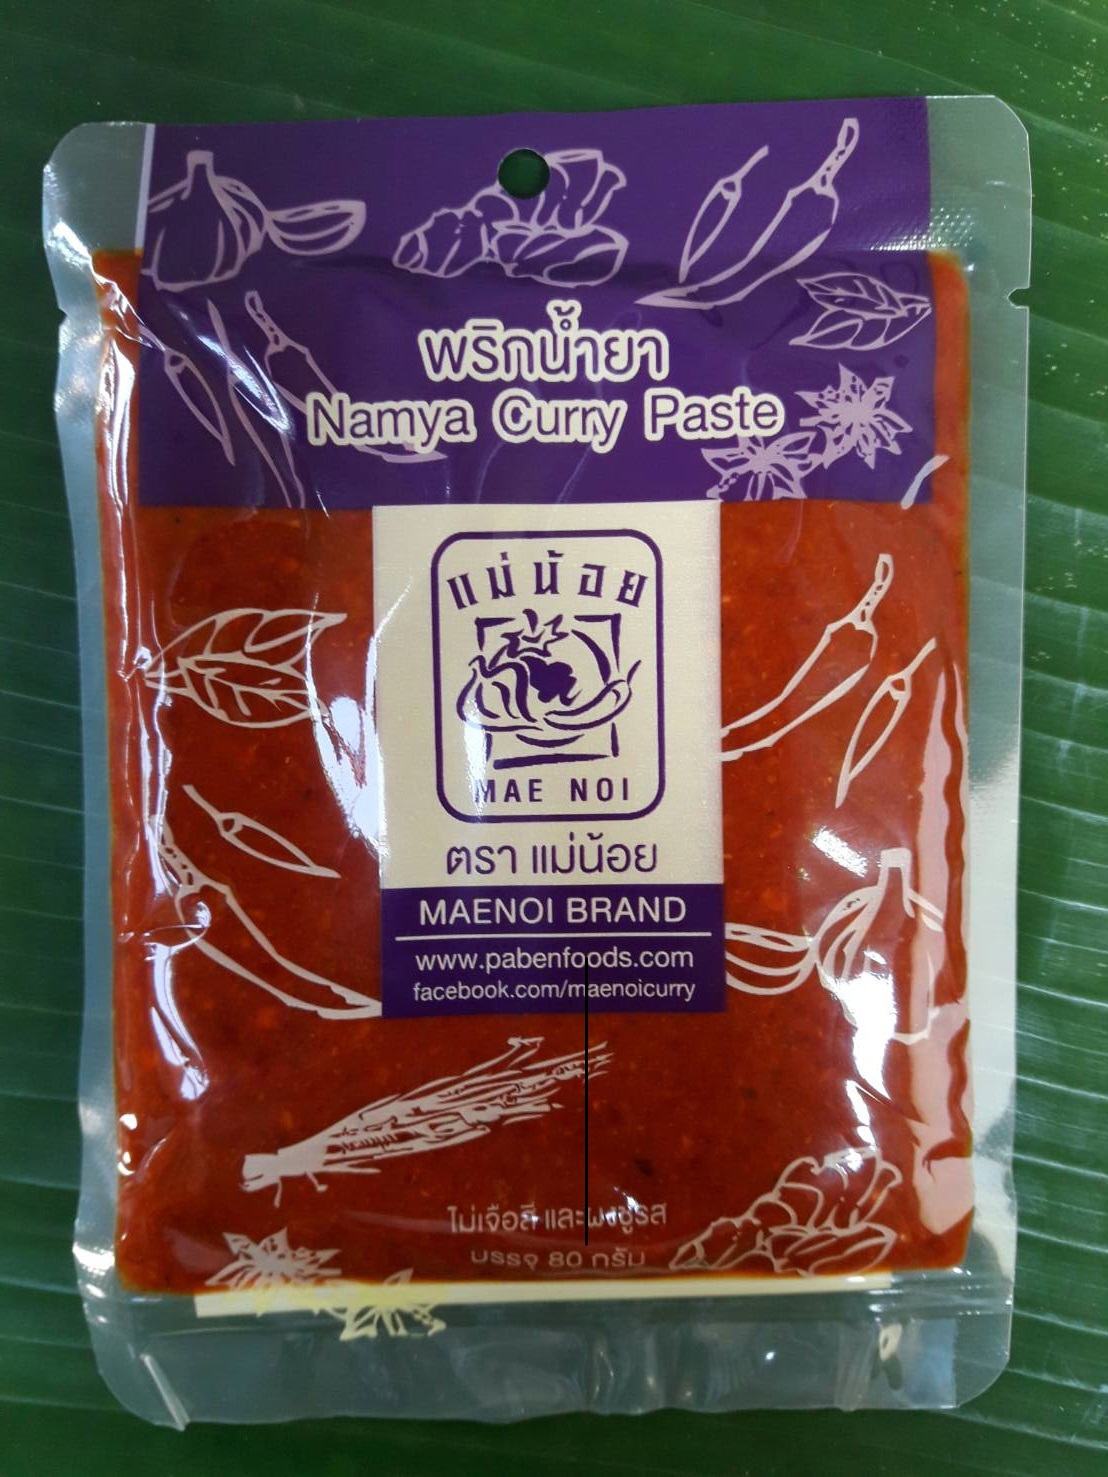 พริกน้ำยา
Namya Curry Paste
แม่น้อย
MAE NOI
ตรา แม่น้อย
MAENOI BRAND
www.pabenfoods.com
facebook.com/maenoicurry
ไม่เจือสี และผงชูรส
บรรจุ 80 กรัม